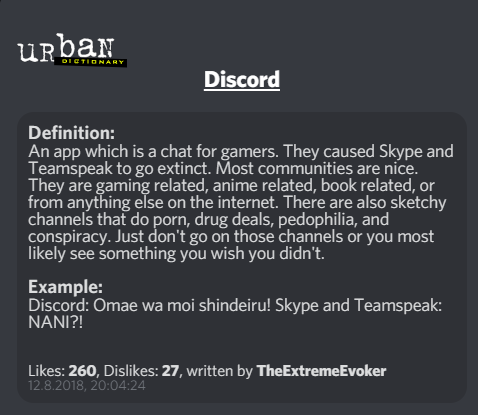 urban
DICTIONARY
Discord
Definition:
An app which is a chat for gamers. They caused Skype and
Teamspeak to go extinct. Most communities are nice.
They are gaming related, anime related, book related, or
from anything else on the internet. There are also sketchy
channels that do porn, drug deals, pedophilia, and
conspiracy. Just don't go on those channels or you most
likely see something you wish you didn't.
Example:
Discord: Omae wa moi shindeiru! Skype and Teamspeak:
NANI?!
Likes: 260, Dislikes: 27, written by TheExtremeEvoker
12.8.2018, 20:04:24